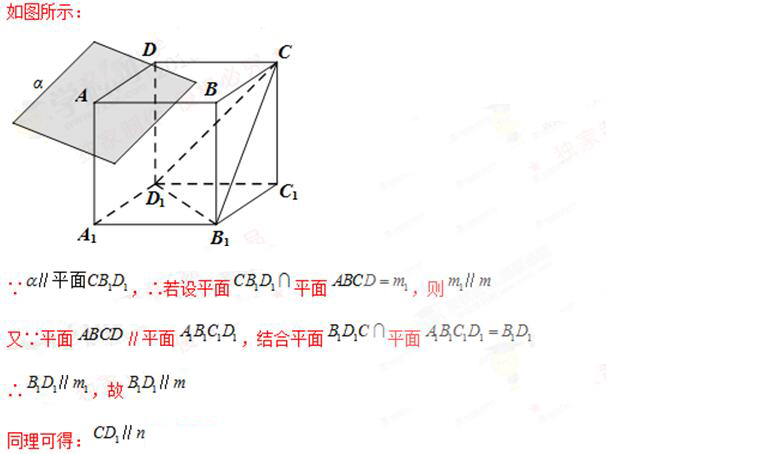 如图所示：
D
C
α
A
B
D₁
C₁
A₁
B₁
∵α∥平面CB₁D₁，∴若设平面CB₁D₁∩平面ABCD=m₁，则m₁∥m
又∵平面ABCD∥平面A₁B₁C₁D₁，结合平面B₁D₁C∩平面A₁B₁C₁D₁=B₁D₁
∴B₁D₁∥m₁，故B₁D₁∥m
同理可得：CD₁∥n